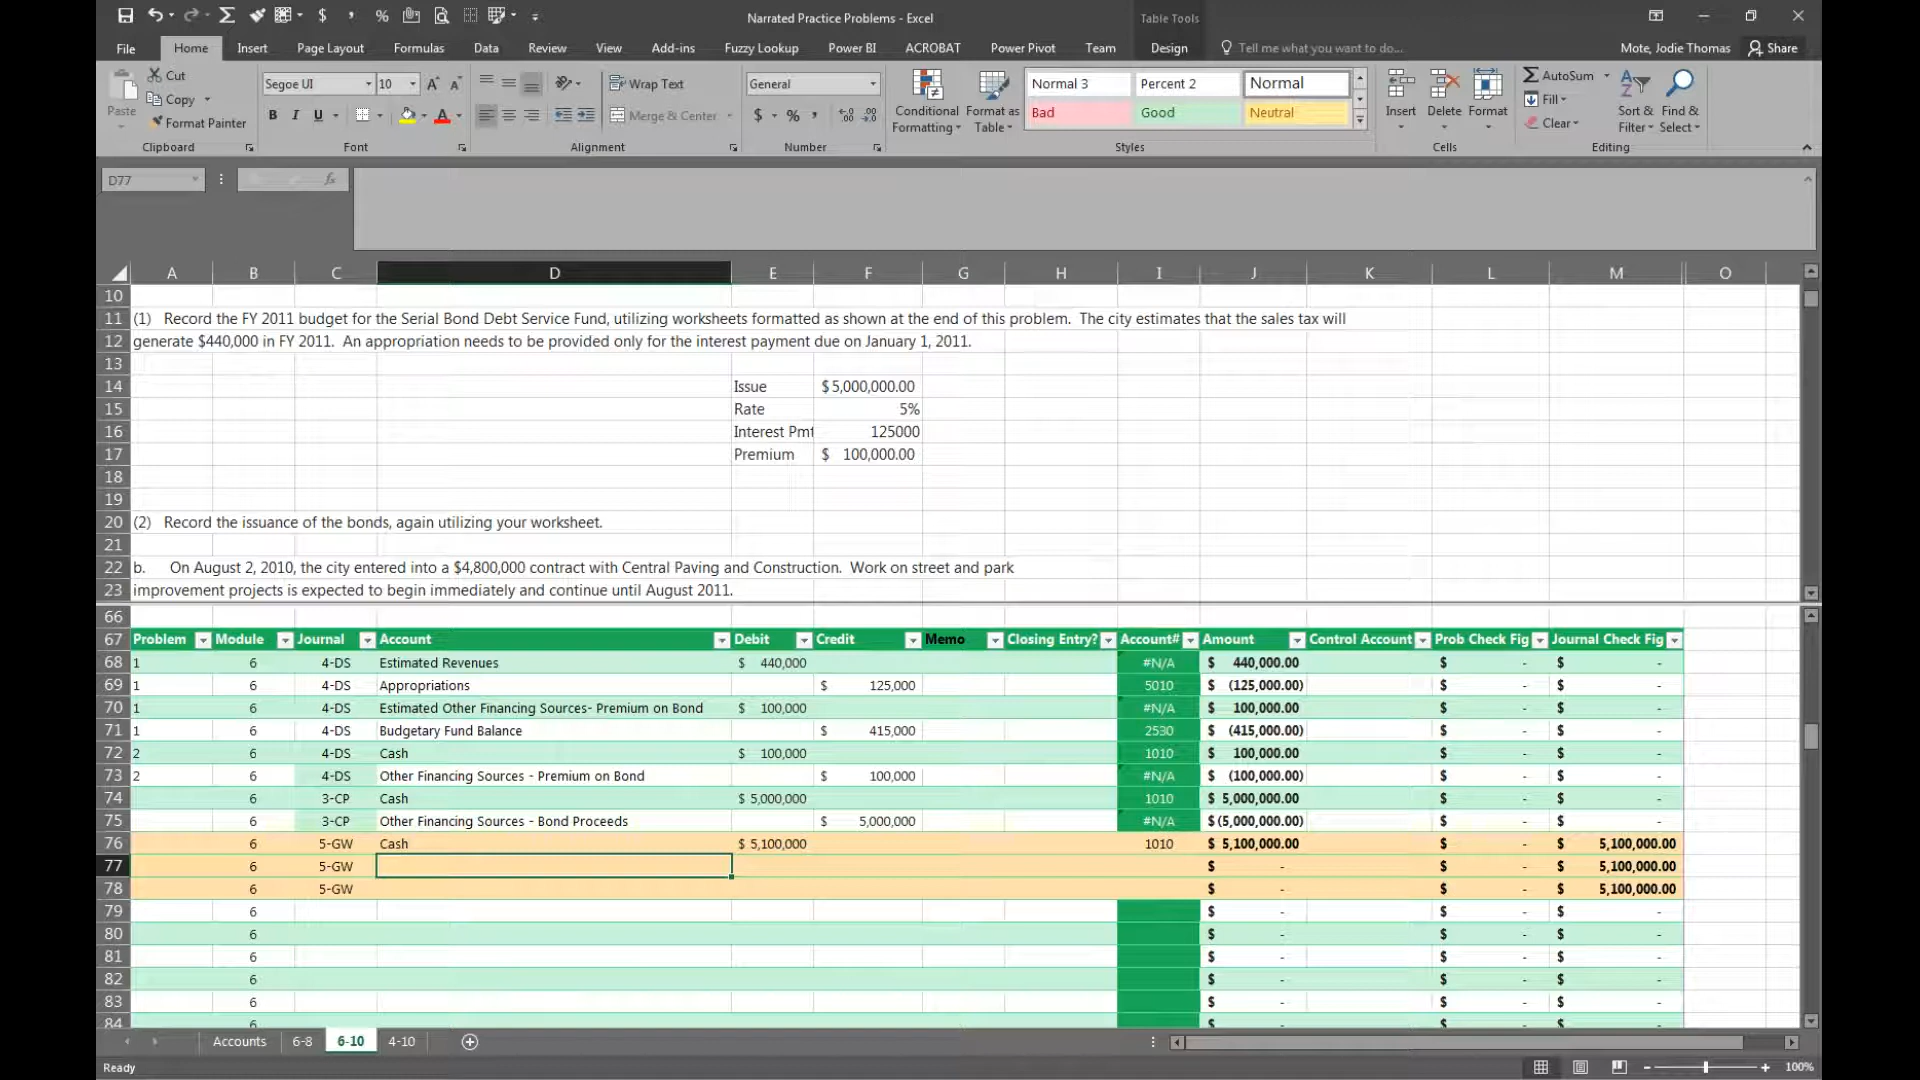 Narrated Practice Problems - Excel
Table Tools
File Home Insert Page Layout Formulas Data Review View Add-ins Fuzzy Lookup Power BI ACROBAT Power Pivot Team Design Tell me what you want to do... Mote, Jodie Thomas Share
Paste Cut Copy Format Painter
Segoe UI 10
Wrap Text
Merge & Center
General
Conditional Formatting
Format as Table
Normal 3 Percent 2 Normal
Bad Good Neutral
Insert Delete Format
AutoSum Fill Clear
Sort & Filter
Find & Select
Clipboard Font Alignment Number Styles Cells Editing
D77 fx
A B C D E F G H I J K L M O
10
11 (1) Record the FY 2011 budget for the Serial Bond Debt Service Fund, utilizing worksheets formatted as shown at the end of this problem. The city estimates that the sales tax will
12 generate $440,000 in FY 2011. An appropriation needs to be provided only for the interest payment due on January 1, 2011.
13
14 Issue $5,000,000.00
15 Rate 5%
16 Interest Pmt 125000
17 Premium $ 100,000.00
18
19
20 (2) Record the issuance of the bonds, again utilizing your worksheet.
21
22 b. On August 2, 2010, the city entered into a $4,800,000 contract with Central Paving and Construction. Work on street and park
23 improvement projects is expected to begin immediately and continue until August 2011.
66
67 Problem Module Journal Account Debit Credit Memo Closing Entry? Account# Amount Control Account Prob Check Fig Journal Check Fig
68 1 6 4-DS Estimated Revenues $ 440,000 #N/A $ 440,000.00 $ - $ -
69 1 6 4-DS Appropriations $ 125,000 5010 $ (125,000.00) $ - $ -
70 1 6 4-DS Estimated Other Financing Sources- Premium on Bond $ 100,000 #N/A $ 100,000.00 $ - $ -
71 1 6 4-DS Budgetary Fund Balance $ 415,000 2530 $ (415,000.00) $ - $ -
72 2 6 4-DS Cash $ 100,000 1010 $ 100,000.00 $ - $ -
73 2 6 4-DS Other Financing Sources - Premium on Bond $ 100,000 #N/A $ (100,000.00) $ - $ -
74 6 3-CP Cash $ 5,000,000 1010 $ 5,000,000.00 $ - $ -
75 6 3-CP Other Financing Sources - Bond Proceeds $ 5,000,000 #N/A $ (5,000,000.00) $ - $ -
76 6 5-GW Cash $ 5,100,000 1010 $ 5,100,000.00 $ - $ 5,100,000.00
77 6 5-GW $ - $ - $ 5,100,000.00
78 6 5-GW $ - $ - $ 5,100,000.00
79 6 $ - $ - $ -
80 6 $ - $ - $ -
81 6 $ - $ - $ -
82 6 $ - $ - $ -
83 6 $ - $ - $ -
84 6 $ $ $
Accounts 6-8 6-10 4-10
Ready 100%